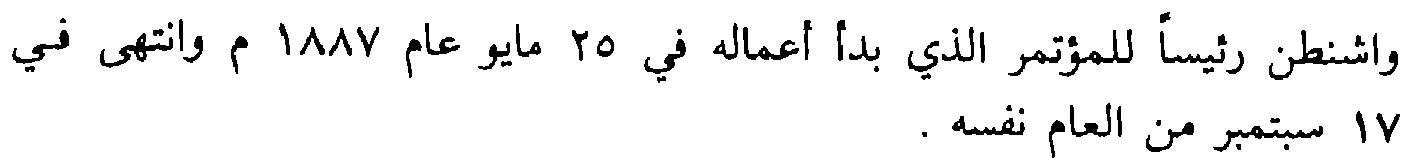 واشنطن رئيساً للمؤتمر الذي بدأ أعماله في ٢٥ مايو عام ١٨٨٧ م وانتهى في
١٧ سبتمبر من العام نفسه .